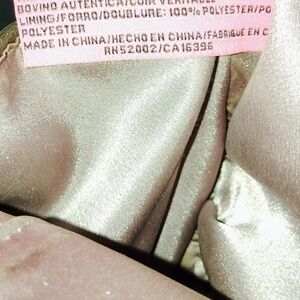 BOVINO AUTENTICA/CUIR VERITABLE
LINING/FORRO/DOUBLURE: 100% POLYESTER/PO
POLYESTER
MADE IN CHINA/HECHO EN CHINA/FABRIQUE EN C
RN52002/CA16396